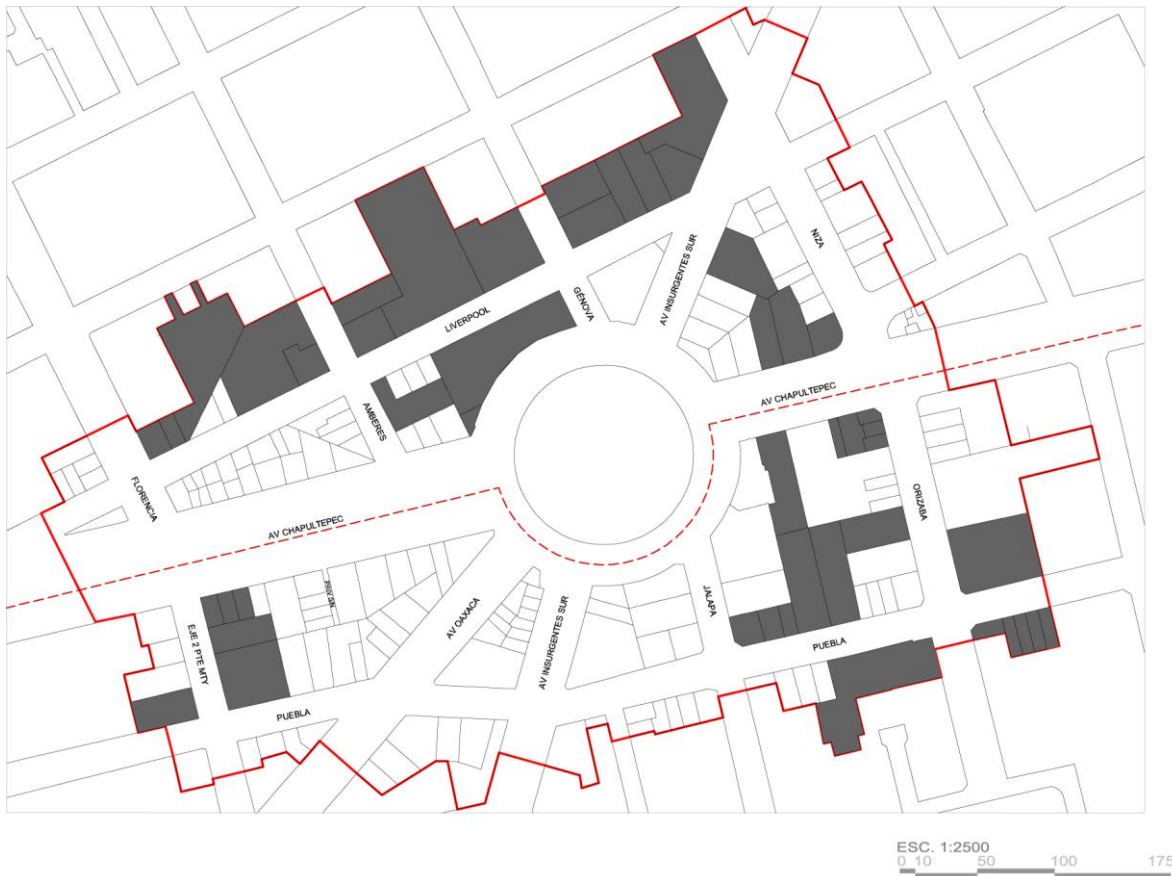 NIZA
AV INSURGENTES SUR
GÉNOVA
LIVERPOOL
AV CHAPULTEPEC
AMBERES
FLORENCIA
ORIZABA
AV CHAPULTEPEC
PRIV S/N
JALAPA
AV OAXACA
AV INSURGENTES SUR
EJE 2 PTE MTY
PUEBLA
PUEBLA
ESC. 1:2500
0 10 50 100 175